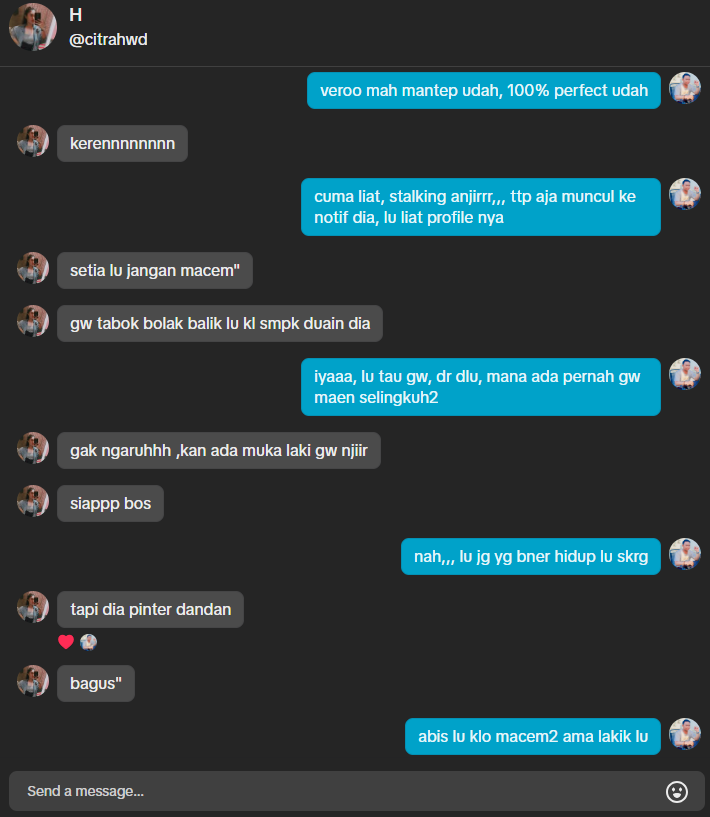 H
@citrahwd
veroo mah mantep udah, 100% perfect udah
kerennnnnnnn
cuma liat, stalking anjirrr,,, ttp aja muncul ke
notif dia, lu liat profile nya
setia lu jangan macem"
gw tabok bolak balik lu kl smpk duain dia
iyaaa, lu tau gw, dr dlu, mana ada pernah gw
maen selingkuh2
gak ngaruhhh ,kan ada muka laki gw njiir
siappp bos
nah,,, lu jg yg bner hidup lu skrg
tapi dia pinter dandan
bagus"
abis lu klo macem2 ama lakik lu
Send a message...